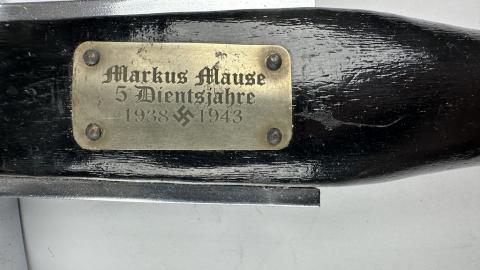 Markus Mause
5 Dientsjahre
1938 卐 1943